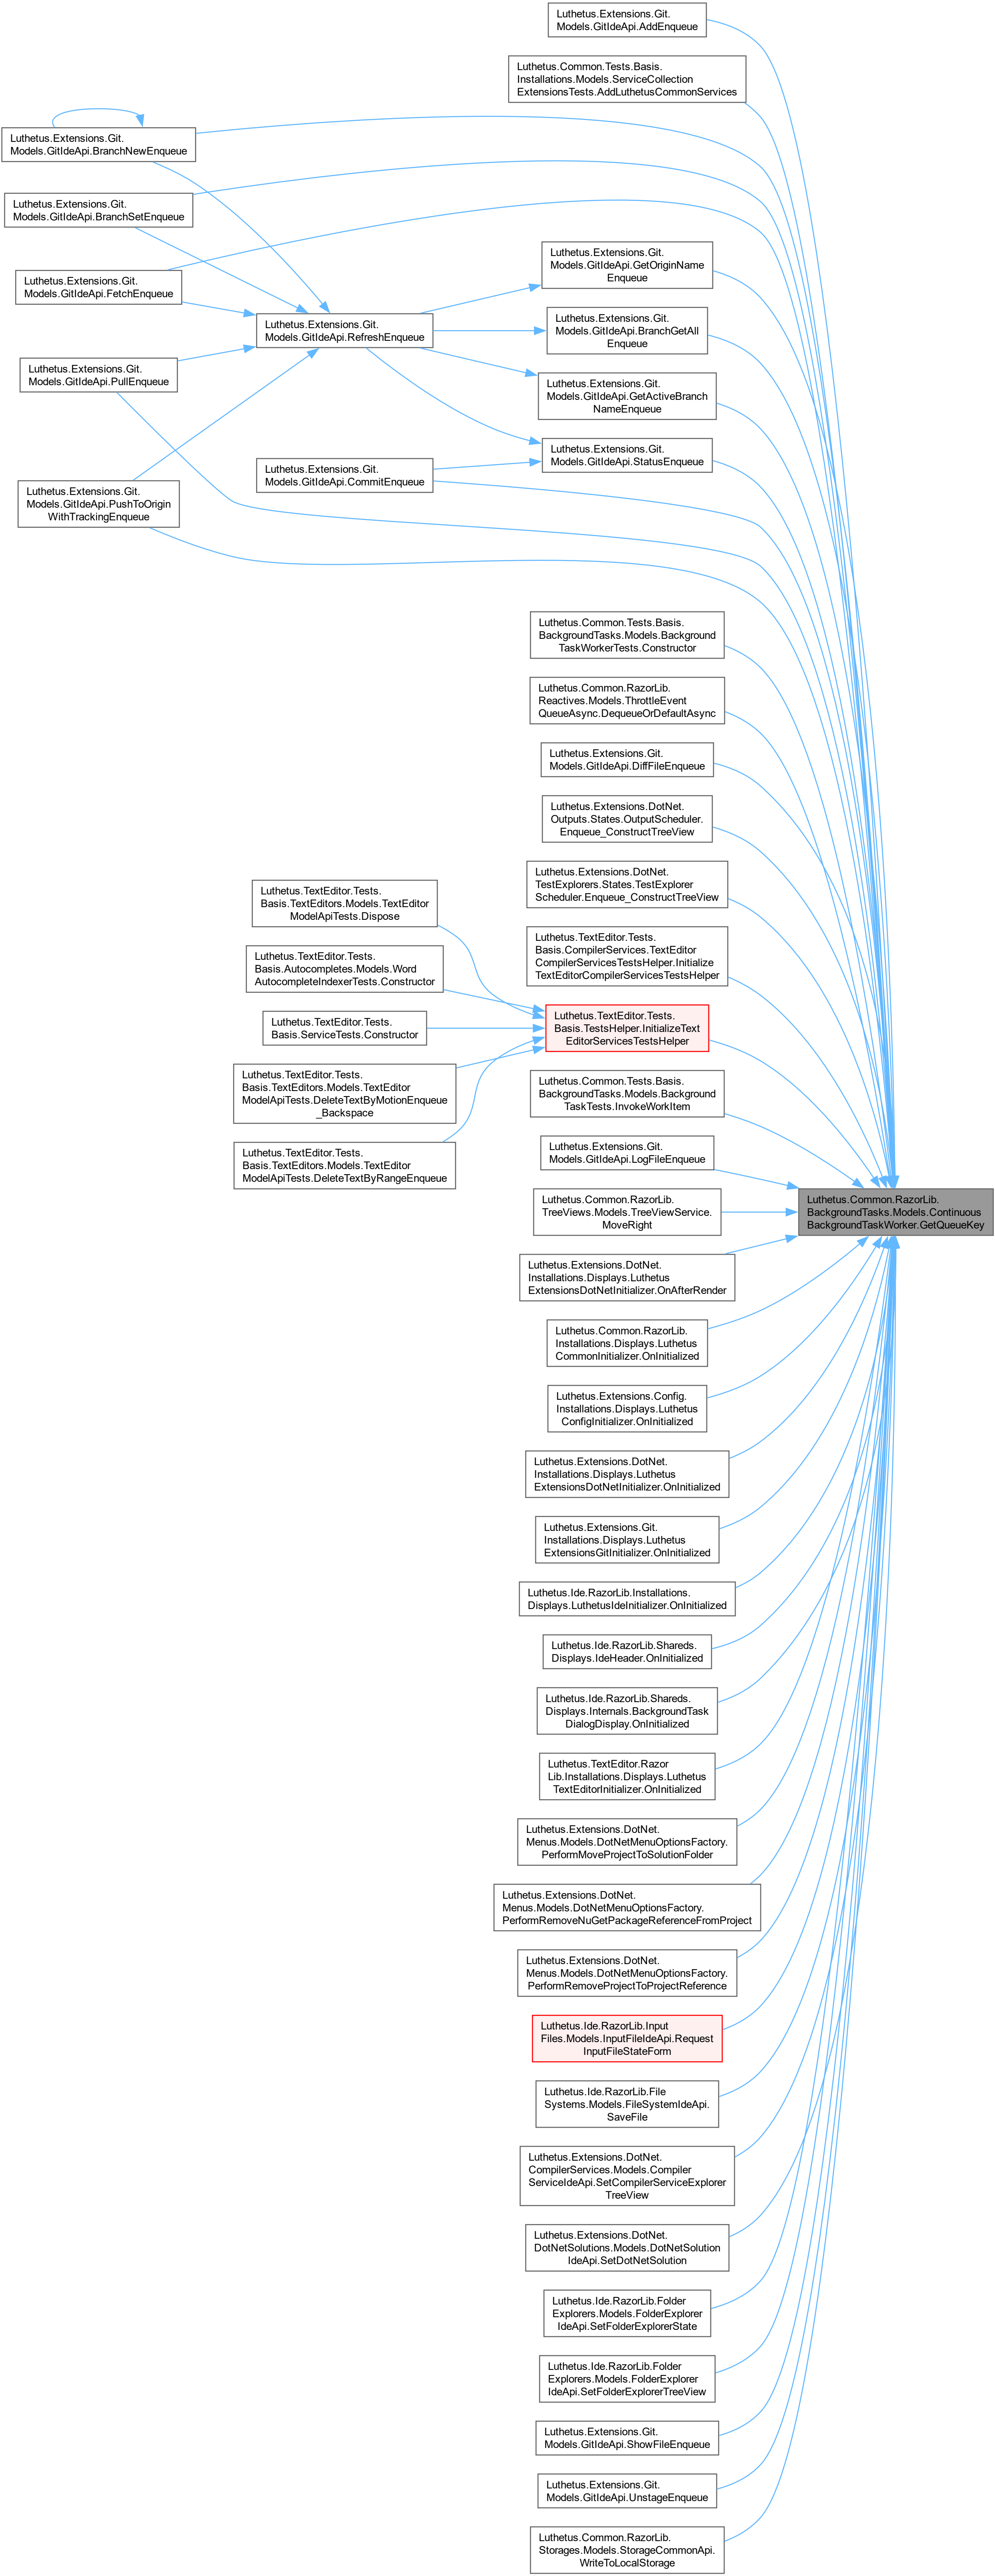 Luthetus.Extensions.Git.
Models.GitIdeApi.AddEnqueue
Luthetus.Common.Tests.Basis.
Installations.Models.ServiceCollection
ExtensionsTests.AddLuthetusCommonServices
Luthetus.Extensions.Git.
Models.GitIdeApi.BranchNewEnqueue
Luthetus.Extensions.Git.
Models.GitIdeApi.BranchSetEnqueue
Luthetus.Extensions.Git.
Models.GitIdeApi.FetchEnqueue
Luthetus.Extensions.Git.
Models.GitIdeApi.GetOriginName
Enqueue
Luthetus.Extensions.Git.
Models.GitIdeApi.RefreshEnqueue
Luthetus.Extensions.Git.
Models.GitIdeApi.BranchGetAll
Enqueue
Luthetus.Extensions.Git.
Models.GitIdeApi.PullEnqueue
Luthetus.Extensions.Git.
Models.GitIdeApi.GetActiveBranch
NameEnqueue
Luthetus.Extensions.Git.
Models.GitIdeApi.StatusEnqueue
Luthetus.Extensions.Git.
Models.GitIdeApi.CommitEnqueue
Luthetus.Extensions.Git.
Models.GitIdeApi.PushToOrigin
WithTrackingEnqueue
Luthetus.Common.Tests.Basis.
BackgroundTasks.Models.Background
TaskWorkerTests.Constructor
Luthetus.Common.RazorLib.
Reactives.Models.ThrottleEvent
QueueAsync.DequeueOrDefaultAsync
Luthetus.Extensions.Git.
Models.GitIdeApi.DiffFileEnqueue
Luthetus.Extensions.DotNet.
Outputs.States.OutputScheduler.
Enqueue_ConstructTreeView
Luthetus.Extensions.DotNet.
TestExplorers.States.TestExplorer
Scheduler.Enqueue_ConstructTreeView
Luthetus.TextEditor.Tests.
Basis.TextEditors.Models.TextEditor
ModelApiTests.Dispose
Luthetus.TextEditor.Tests.
Basis.CompilerServices.TextEditor
CompilerServicesTestsHelper.Initialize
TextEditorCompilerServicesTestsHelper
Luthetus.TextEditor.Tests.
Basis.Autocompletes.Models.Word
AutocompleteIndexerTests.Constructor
Luthetus.TextEditor.Tests.
Basis.TestsHelper.InitializeText
EditorServicesTestsHelper
Luthetus.TextEditor.Tests.
Basis.ServiceTests.Constructor
Luthetus.TextEditor.Tests.
Basis.TextEditors.Models.TextEditor
ModelApiTests.DeleteTextByMotionEnqueue
_Backspace
Luthetus.Common.Tests.Basis.
BackgroundTasks.Models.Background
TaskTests.InvokeWorkItem
Luthetus.TextEditor.Tests.
Basis.TextEditors.Models.TextEditor
ModelApiTests.DeleteTextByRangeEnqueue
Luthetus.Extensions.Git.
Models.GitIdeApi.LogFileEnqueue
Luthetus.Common.RazorLib.
TreeViews.Models.TreeViewService.
MoveRight
Luthetus.Common.RazorLib.
BackgroundTasks.Models.Continuous
BackgroundTaskWorker.GetQueueKey
Luthetus.Extensions.DotNet.
Installations.Displays.Luthetus
ExtensionsDotNetInitializer.OnAfterRender
Luthetus.Common.RazorLib.
Installations.Displays.Luthetus
CommonInitializer.OnInitialized
Luthetus.Extensions.Config.
Installations.Displays.Luthetus
ConfigInitializer.OnInitialized
Luthetus.Extensions.DotNet.
Installations.Displays.Luthetus
ExtensionsDotNetInitializer.OnInitialized
Luthetus.Extensions.Git.
Installations.Displays.Luthetus
ExtensionsGitInitializer.OnInitialized
Luthetus.Ide.RazorLib.Installations.
Displays.LuthetusIdeInitializer.OnInitialized
Luthetus.Ide.RazorLib.Shareds.
Displays.IdeHeader.OnInitialized
Luthetus.Ide.RazorLib.Shareds.
Displays.Internals.BackgroundTask
DialogDisplay.OnInitialized
Luthetus.TextEditor.Razor
Lib.Installations.Displays.Luthetus
TextEditorInitializer.OnInitialized
Luthetus.Extensions.DotNet.
Menus.Models.DotNetMenuOptionsFactory.
PerformMoveProjectToSolutionFolder
Luthetus.Extensions.DotNet.
Menus.Models.DotNetMenuOptionsFactory.
PerformRemoveNuGetPackageReferenceFromProject
Luthetus.Extensions.DotNet.
Menus.Models.DotNetMenuOptionsFactory.
PerformRemoveProjectToProjectReference
Luthetus.Ide.RazorLib.Input
Files.Models.InputFileIdeApi.Request
InputFileStateForm
Luthetus.Ide.RazorLib.File
Systems.Models.FileSystemIdeApi.
SaveFile
Luthetus.Extensions.DotNet.
CompilerServices.Models.Compiler
ServiceIdeApi.SetCompilerServiceExplorer
TreeView
Luthetus.Extensions.DotNet.
DotNetSolutions.Models.DotNetSolution
IdeApi.SetDotNetSolution
Luthetus.Ide.RazorLib.Folder
Explorers.Models.FolderExplorer
IdeApi.SetFolderExplorerState
Luthetus.Ide.RazorLib.Folder
Explorers.Models.FolderExplorer
IdeApi.SetFolderExplorerTreeView
Luthetus.Extensions.Git.
Models.GitIdeApi.ShowFileEnqueue
Luthetus.Extensions.Git.
Models.GitIdeApi.UnstageEnqueue
Luthetus.Common.RazorLib.
Storages.Models.StorageCommonApi.
WriteToLocalStorage